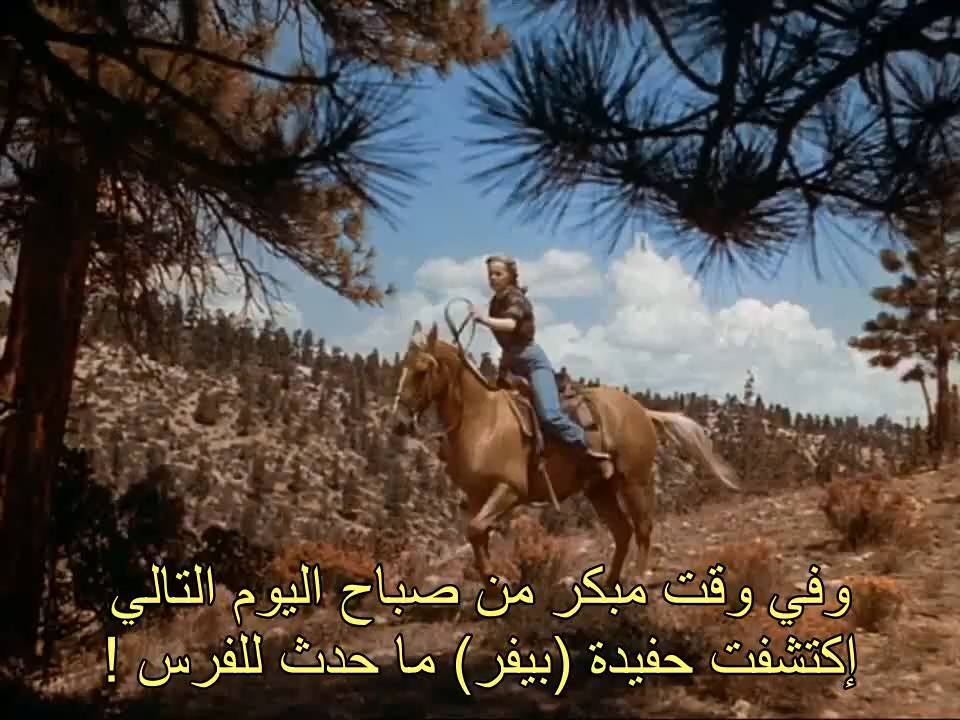 وفي وقت مبكر من صباح اليوم التالي
إكتشفت حفيدة (بيفر) ما حدث للفرس !